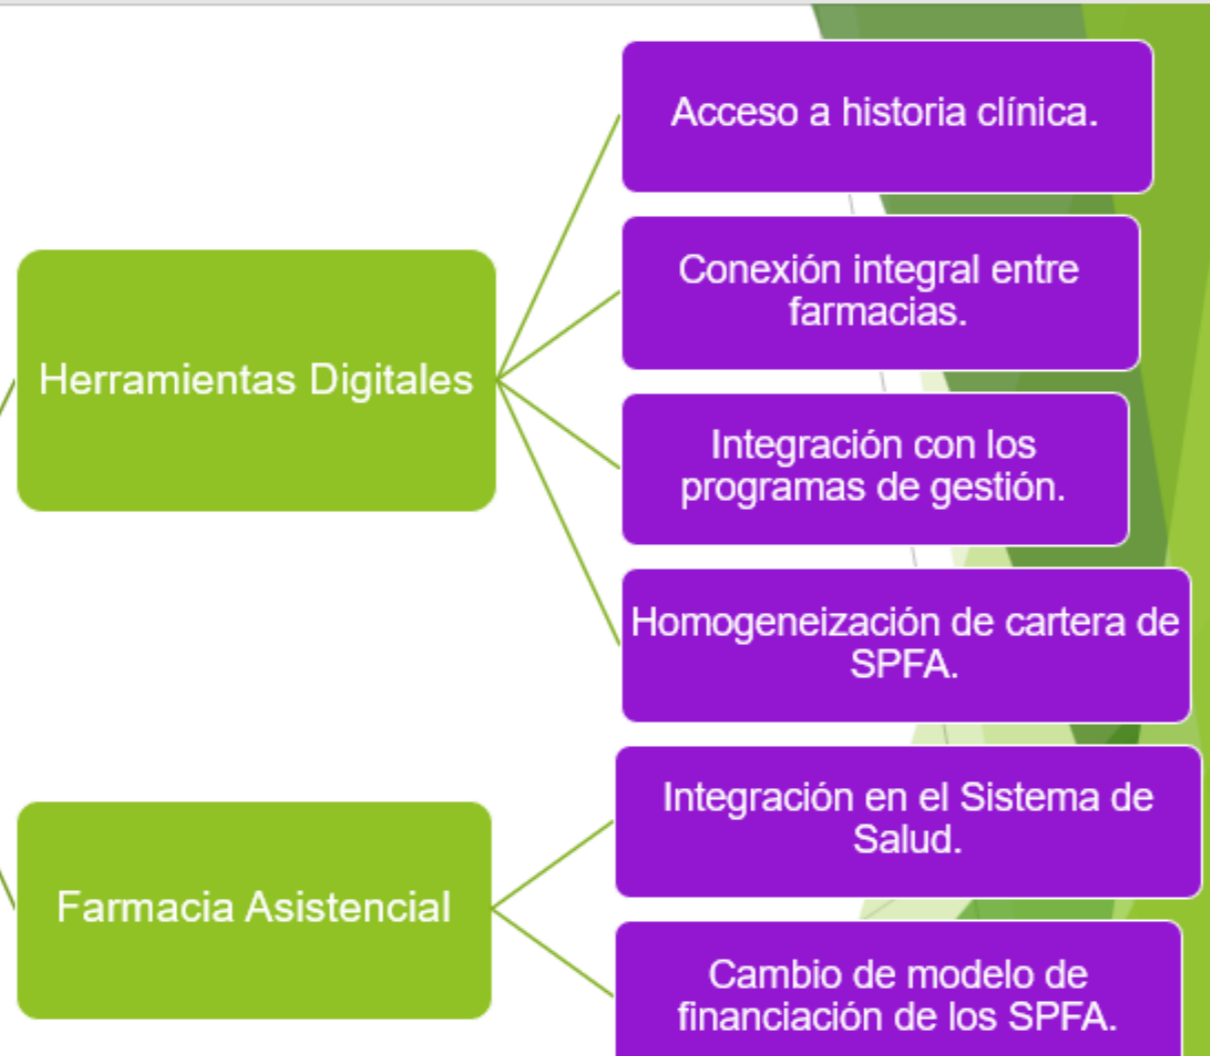 Herramientas Digitales
Acceso a historia clínica.
Conexión integral entre
farmacias.
Integración con los
programas de gestión.
Homogeneización de cartera de
SPFA.
Farmacia Asistencial
Integración en el Sistema de
Salud.
Cambio de modelo de
financiación de los SPFA.